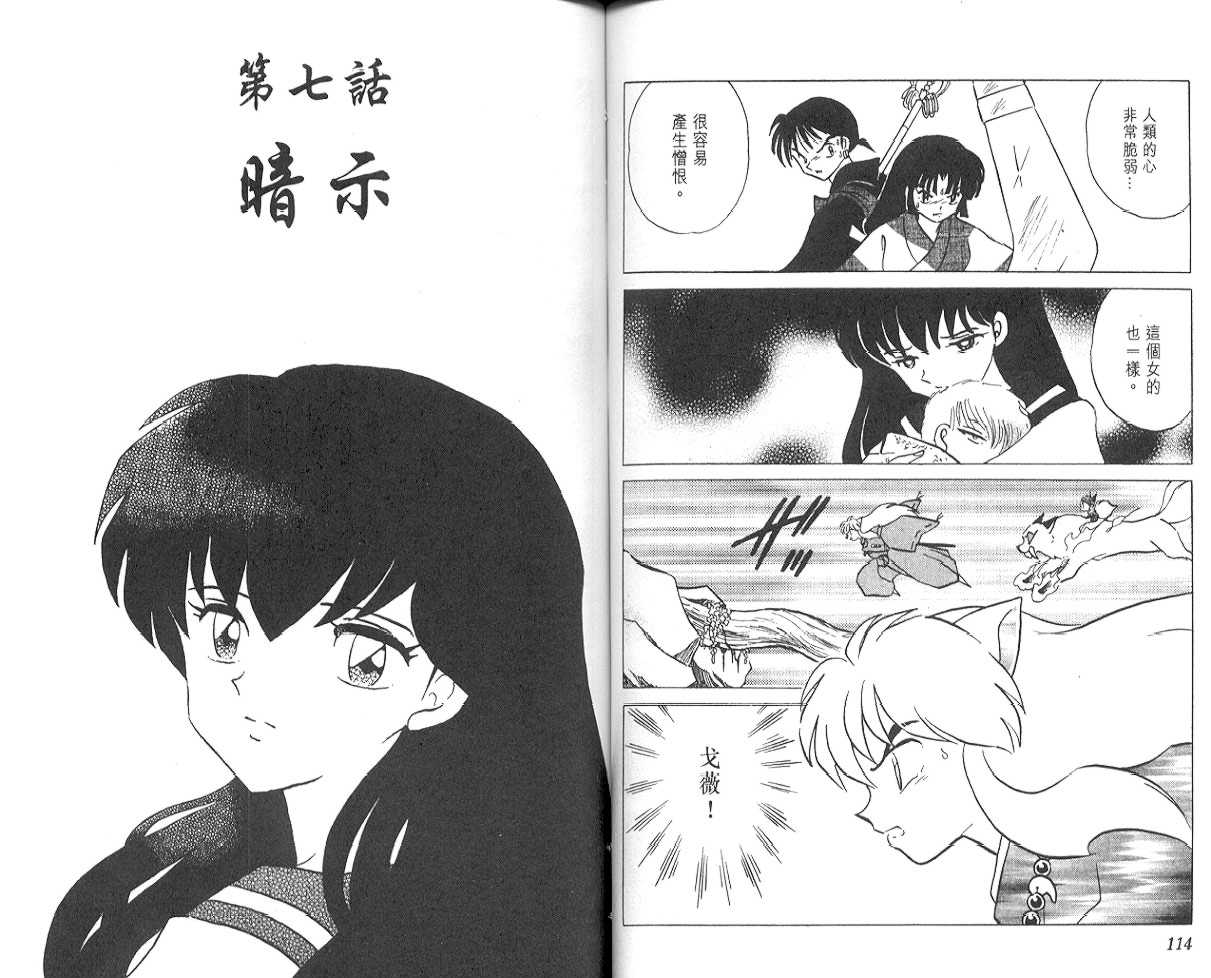 人類的心
非常脆弱…
很容易
產生憎恨。
這個女的
也＝樣。
戈薇！
114
第七話
暗示